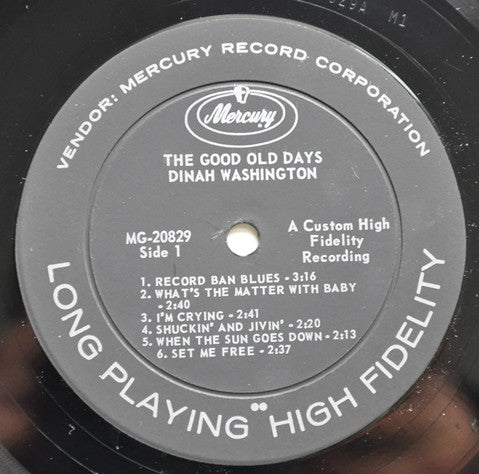 29A M1
VENDOR: MERCURY RECORD CORPORATION
Mercury
THE GOOD OLD DAYS
DINAH WASHINGTON
MG-20829
Side 1
A Custom High
Fidelity
Recording
1. RECORD BAN BLUES - 3:16
2. WHAT'S THE MATTER WITH BABY
- 2:40
3. I'M CRYING - 2:41
4. SHUCKIN' AND JIVIN' - 2:20
5. WHEN THE SUN GOES DOWN - 2:13
6. SET ME FREE - 2:37
LONG PLAYING HIGH FIDELITY